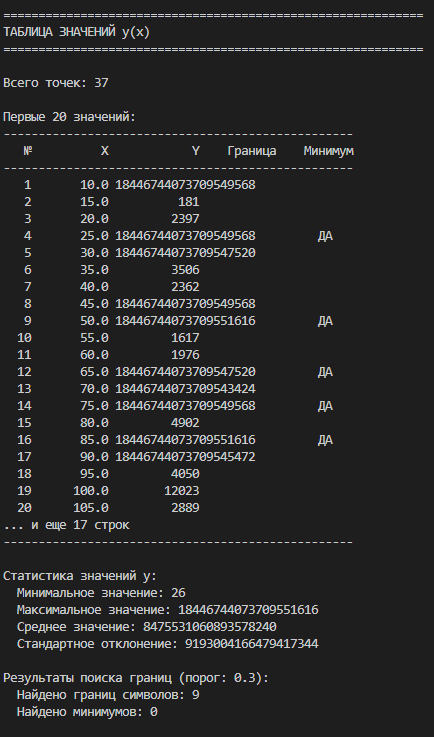 ============================================================
ТАБЛИЦА ЗНАЧЕНИЙ y(x)
============================================================
Всего точек: 37
Первые 20 значений:
--------------------------------------------------
№ X Y Граница Минимум
--------------------------------------------------
1 10.0 18446744073709549568
2 15.0 181
3 20.0 2397
4 25.0 18446744073709549568 ДА
5 30.0 18446744073709547520
6 35.0 3506
7 40.0 2362
8 45.0 18446744073709549568
9 50.0 18446744073709551616 ДА
10 55.0 1617
11 60.0 1976
12 65.0 18446744073709547520 ДА
13 70.0 18446744073709543424
14 75.0 18446744073709549568 ДА
15 80.0 4902
16 85.0 18446744073709551616 ДА
17 90.0 18446744073709545472
18 95.0 4050
19 100.0 12023
20 105.0 2889
... и еще 17 строк
--------------------------------------------------
Статистика значений y:
Минимальное значение: 26
Максимальное значение: 18446744073709551616
Среднее значение: 8475531060893578240
Стандартное отклонение: 9193004166479417344
Результаты поиска границ (порог: 0.3):
Найдено границ символов: 9
Найдено минимумов: 0